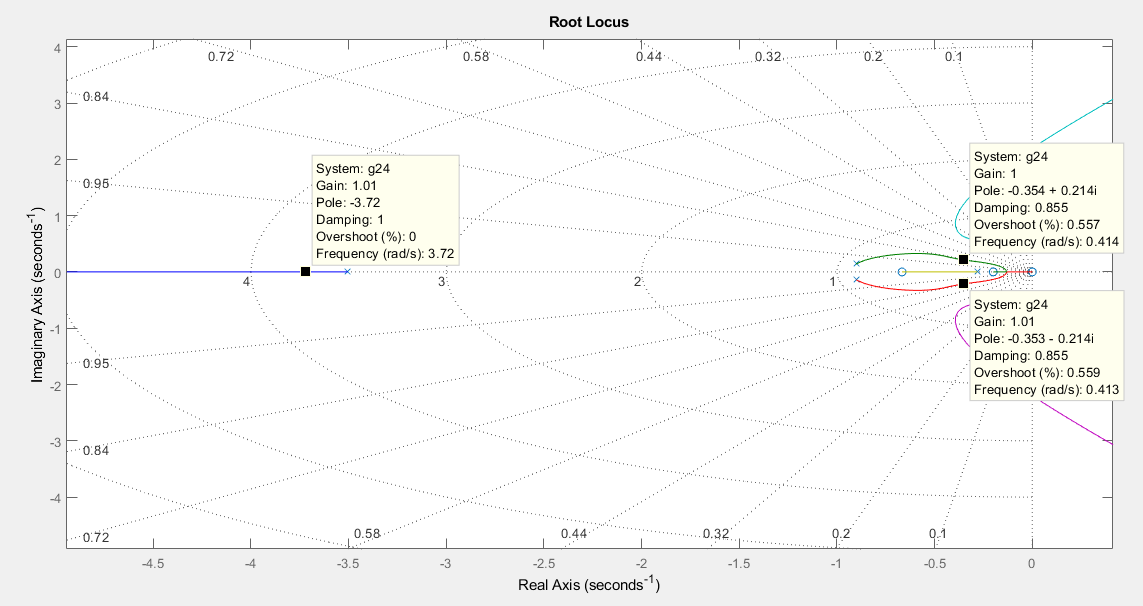 Root Locus
0.72
0.58
0.44
0.32
0.2
0.1
4
0.84
3
System: g24
Gain: 1
Pole: -0.354 + 0.214i
Damping: 0.855
Overshoot (%): 0.557
Frequency (rad/s): 0.414
System: g24
Gain: 1.01
Pole: -3.72
Damping: 1
Overshoot (%): 0
Frequency (rad/s): 3.72
2
0.95
1
0
4
3
2
1
System: g24
Gain: 1.01
Pole: -0.353 - 0.214i
Damping: 0.855
Overshoot (%): 0.559
Frequency (rad/s): 0.413
-1
0.95
-2
-3
0.84
-4
0.72
0.58
0.44
0.32
0.2
0.1
Imaginary Axis (seconds-1)
-4.5
-4
-3.5
-3
-2.5
-2
-1.5
-1
-0.5
0
Real Axis (seconds-1)